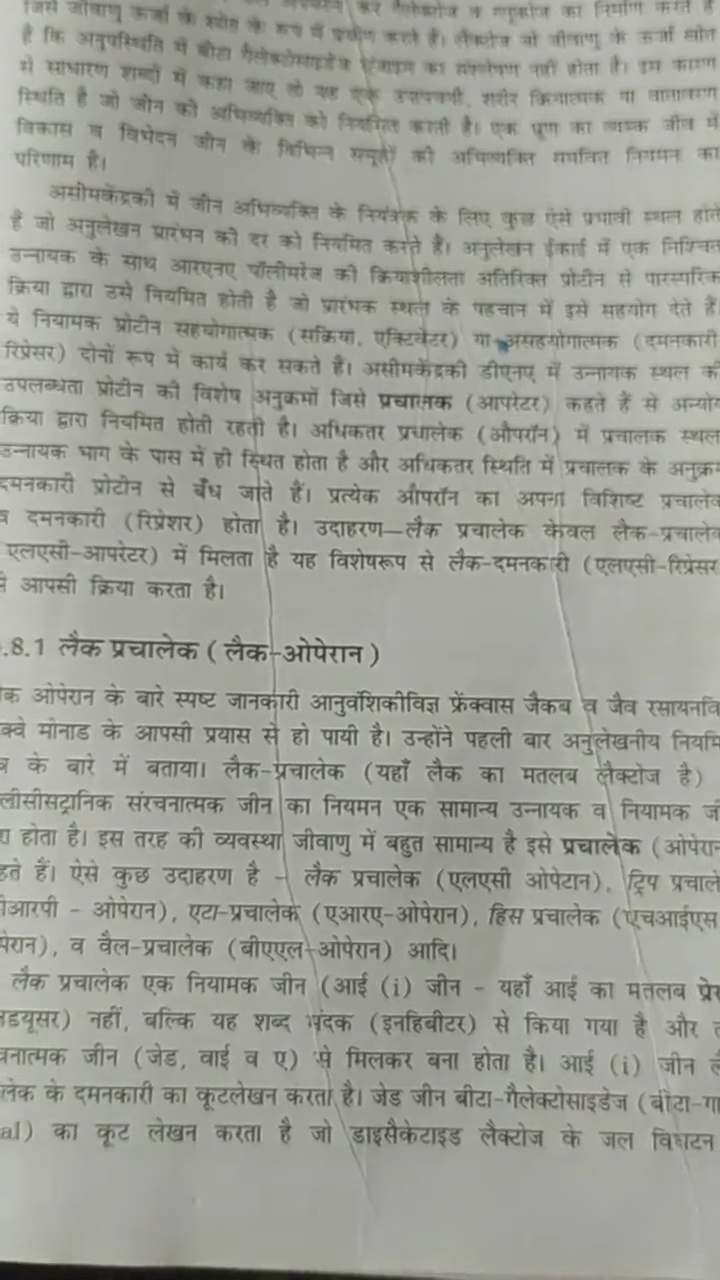 जिसे जीवाणु ऊर्जा के स्रोत के रूप में प्रयोग करते हैं। लैक्टोज जो जीवाणु के ऊर्जा स्रोत
है कि अनुपस्थिति में बीटा गैलेक्टोसाइडेज एंजाइम का संश्लेषण नहीं होता है। इस कारण
से साधारण शब्दों में कहा जाए तो यह एक उपापचयी, शरीर क्रियात्मक या वातावरण
स्थिति है जो जीन की अभिव्यक्ति को नियमित करती है। एक भ्रूण का व्यस्क जीव में
विकास व विभेदन जीन के विभिन्न समूहों की अभिव्यक्ति समन्वित नियमन का
परिणाम है।
असीमकेंद्रकी में जीन अभिव्यक्ति के नियंत्रक के लिए कुछ ऐसे प्रभावी स्थल होते
हैं जो अनुलेखन प्रारंभन की दर को नियमित करते हैं। अनुलेखन ईकाई में एक निश्चित
उन्नायक के साथ आरएनए पॉलीमरेज की क्रियाशीलता अतिरिक्त प्रोटीन से पारस्परिक
क्रिया द्वारा उसे नियमित होती है जो प्रारंभक स्थल के पहचान में इसे सहयोग देते हैं
ये नियामक प्रोटीन सहयोगात्मक (सक्रिया, एक्टिवेटर) या असहयोगात्मक (दमनकारी
रिप्रेसर) दोनों रूप में कार्य कर सकते हैं। असीमकेंद्रकी डीएनए में उन्नायक स्थल की
उपलब्धता प्रोटीन की विशेष अनुक्रमों जिसे प्रचालक (आपरेटर) कहते हैं से अन्योन्य
क्रिया द्वारा नियमित होती रहती है। अधिकतर प्रचालेक (औपरॉन) में प्रचालक स्थल
उन्नायक भाग के पास में ही स्थित होता है और अधिकतर स्थिति में प्रचालक के अनुक्रम
दमनकारी प्रोटीन से बँध जाते हैं। प्रत्येक औपरॉन का अपना विशिष्ट प्रचालेक
व दमनकारी (रिप्रेशर) होता है। उदाहरण—लैक प्रचालेक केवल लैक-प्रचालेक
एलएसी-आपरेटर) में मिलता है यह विशेषरूप से लैक-दमनकारी (एलएसी-रिप्रेसर
से आपसी क्रिया करता है।
.8.1 लैक प्रचालेक (लैक-ओपेरान)
क ओपेरान के बारे स्पष्ट जानकारी आनुवंशिकीविज्ञ फ्रेंक्वास जैकब व जैव रसायनवि
क्वे मोनाड के आपसी प्रयास से हो पायी है। उन्होंने पहली बार अनुलेखनीय नियमि
त्र के बारे में बताया। लैक-प्रचालेक (यहाँ लैक का मतलब लैक्टोज है)
लीसीसट्रानिक संरचनात्मक जीन का नियमन एक सामान्य उन्नायक व नियामक जं
रा होता है। इस तरह की व्यवस्था जीवाणु में बहुत सामान्य है इसे प्रचालेक (ओपेरान
हते हैं। ऐसे कुछ उदाहरण है - लैक प्रचालेक (एलएसी ओपेटान), ट्रिप प्रचाले
ीआरपी - ओपेरान), एटा-प्रचालेक (एआरए-ओपेरान), हिस प्रचालेक (एचआईएस
पेरान), व वैल-प्रचालेक (बीएएल-ओपेरान) आदि।
लैक प्रचालेक एक नियामक जीन (आई (i) जीन - यहाँ आई का मतलब प्रे
नडयूसर) नहीं, बल्कि यह शब्द मंदक (इनहिबीटर) से किया गया है और त
चनात्मक जीन (जेड, वाई व ए) से मिलकर बना होता है। आई (i) जीन लै
लेक के दमनकारी का कूटलेखन करता है। जेड जीन बीटा-गैलेक्टोसाइडेज (बीटा-गा
al) का कूट लेखन करता है जो डाइसैकेटाइड लैक्टोज के जल विघटन